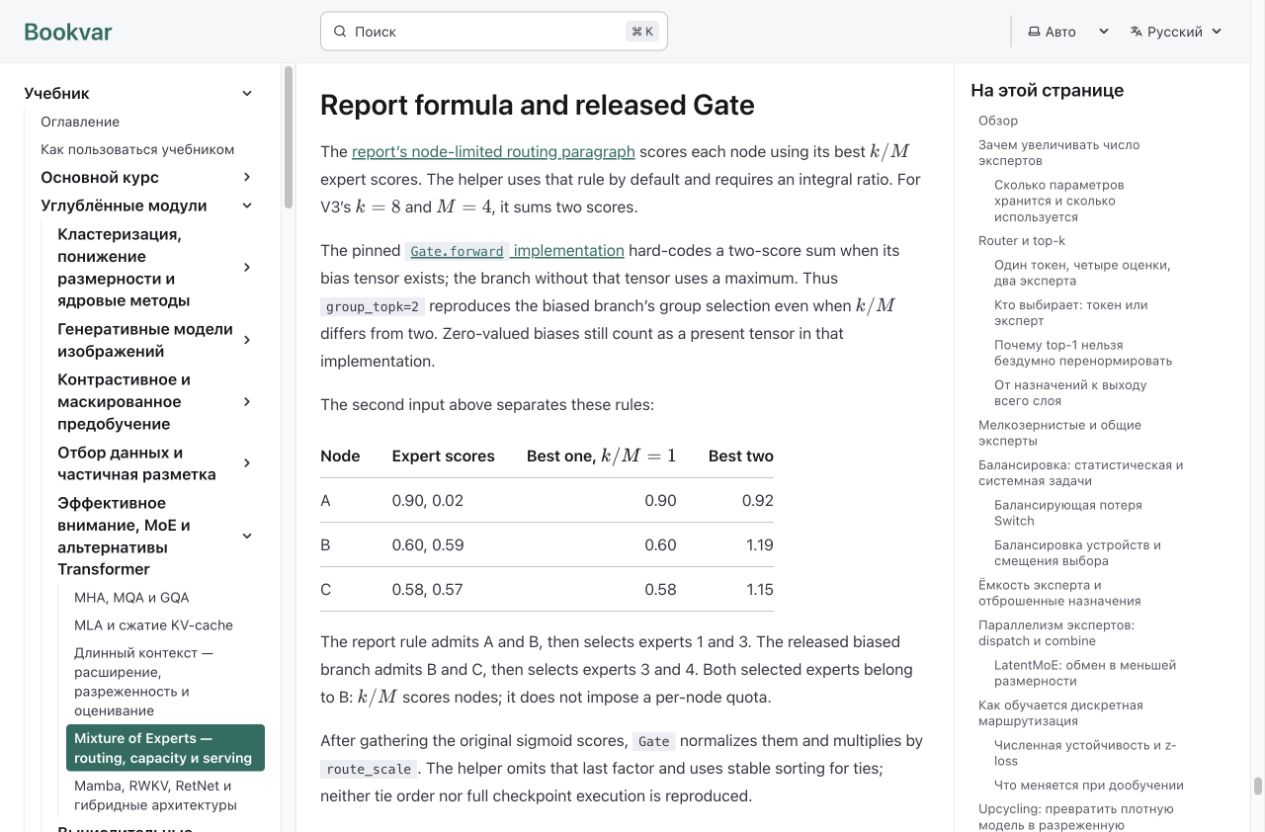 Bookvar
Поиск
⌘ K
Авто
Русский
Учебник
Оглавление
Как пользоваться учебником
Основной курс
Углублённые модули
Кластеризация,
понижение
размерности и
ядровые методы
Генеративные модели
изображений
Контрастивное и
маскированное
предобучение
Отбор данных и
частичная разметка
Эффективное
внимание, MoE и
альтернативы
Transformer
MHA, MQA и GQA
MLA и сжатие KV-cache
Длинный контекст —
расширение,
разреженность и
оценивание
Mixture of Experts —
routing, capacity и serving
Mamba, RWKV, RetNet и
гибридные архитектуры
Вычислительные
Report formula and released Gate
The report’s node-limited routing paragraph scores each node using its best k/M
expert scores. The helper uses that rule by default and requires an integral ratio. For
V3’s k = 8 and M = 4, it sums two scores.
The pinned Gate.forward implementation hard-codes a two-score sum when its
bias tensor exists; the branch without that tensor uses a maximum. Thus
group_topk=2 reproduces the biased branch’s group selection even when k/M
differs from two. Zero-valued biases still count as a present tensor in that
implementation.
The second input above separates these rules:
Node Expert scores Best one, k/M = 1 Best two
A 0.90, 0.02 0.90 0.92
B 0.60, 0.59 0.60 1.19
C 0.58, 0.57 0.58 1.15
The report rule admits A and B, then selects experts 1 and 3. The released biased
branch admits B and C, then selects experts 3 and 4. Both selected experts belong
to B: k/M scores nodes; it does not impose a per-node quota.
After gathering the original sigmoid scores, Gate normalizes them and multiplies by
route_scale. The helper omits that last factor and uses stable sorting for ties;
neither tie order nor full checkpoint execution is reproduced.
На этой странице
Обзор
Зачем увеличивать число
экспертов
Сколько параметров
хранится и сколько
используется
Router и top-k
Один токен, четыре оценки,
два эксперта
Кто выбирает: токен или
эксперт
Почему top-1 нельзя
бездумно перенормировать
От назначений к выходу
всего слоя
Мелкозернистые и общие
эксперты
Балансировка: статистическая и
системная задачи
Балансирующая потеря
Switch
Балансировка устройств и
смещения выбора
Ёмкость эксперта и
отброшенные назначения
Параллелизм экспертов:
dispatch и combine
LatentMoE: обмен в меньшей
размерности
Как обучается дискретная
маршрутизация
Численная устойчивость и z-
loss
Что меняется при дообучении
Upcycling: превратить плотную
модель в разреженную